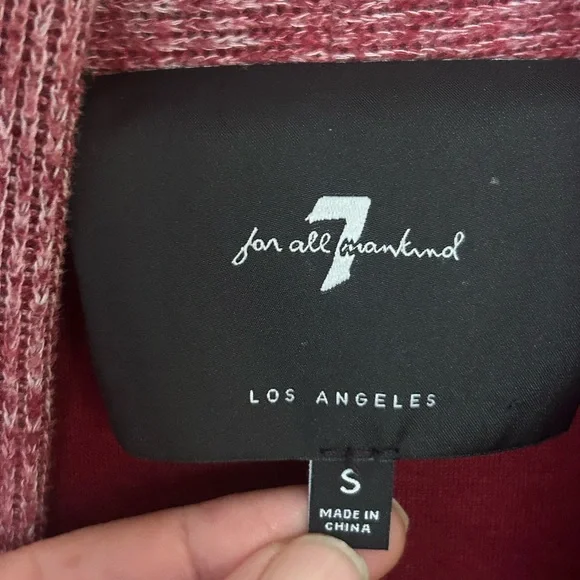 7
for all mankind
LOS ANGELES
S
MADE IN
CHINA